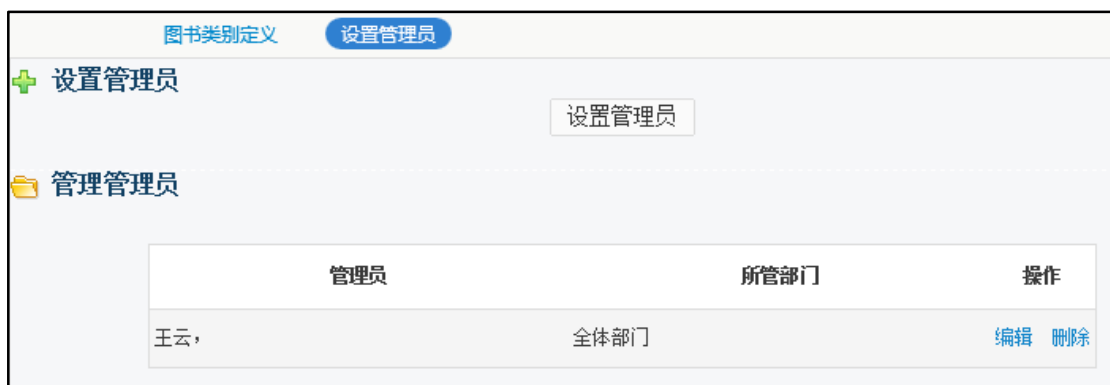 图书类别定义 设置管理员
设置管理员
设置管理员
管理管理员
管理员 所管部门 操作
王云， 全体部门 编辑 删除